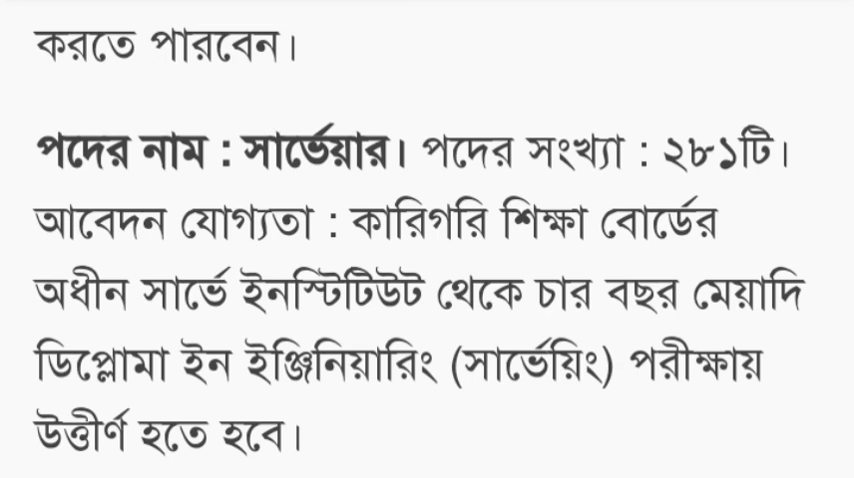 করতে পারবেন।
পদের নাম : সার্ভেয়ার। পদের সংখ্যা : ২৮১টি।
আবেদন যোগ্যতা : কারিগরি শিক্ষা বোর্ডের
অধীন সার্ভে ইনস্টিটিউট থেকে চার বছর মেয়াদি
ডিপ্লোমা ইন ইঞ্জিনিয়ারিং (সার্ভেয়িং) পরীক্ষায়
উত্তীর্ণ হতে হবে।